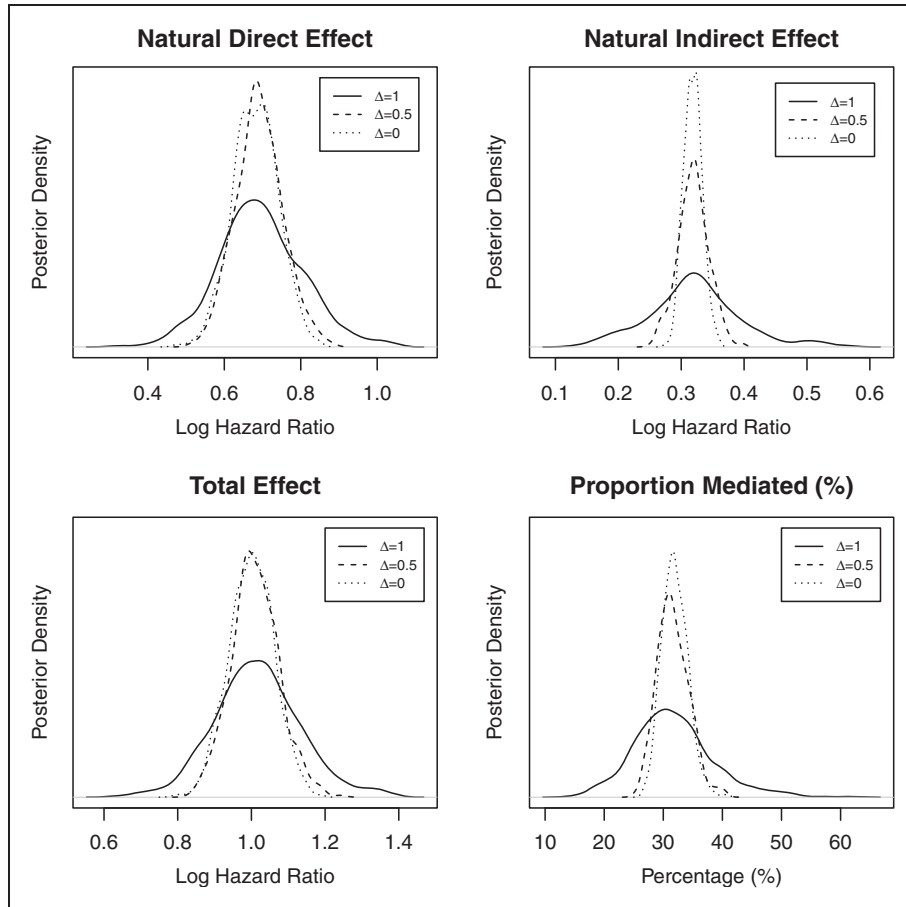 Natural Direct Effect
Posterior Density
Δ=1
Δ=0.5
Δ=0
0.4 0.6 0.8 1.0
Log Hazard Ratio
Natural Indirect Effect
Posterior Density
Δ=1
Δ=0.5
Δ=0
0.1 0.2 0.3 0.4 0.5 0.6
Log Hazard Ratio
Total Effect
Posterior Density
Δ=1
Δ=0.5
Δ=0
0.6 0.8 1.0 1.2 1.4
Log Hazard Ratio
Proportion Mediated (%)
Posterior Density
Δ=1
Δ=0.5
Δ=0
10 20 30 40 50 60
Percentage (%)